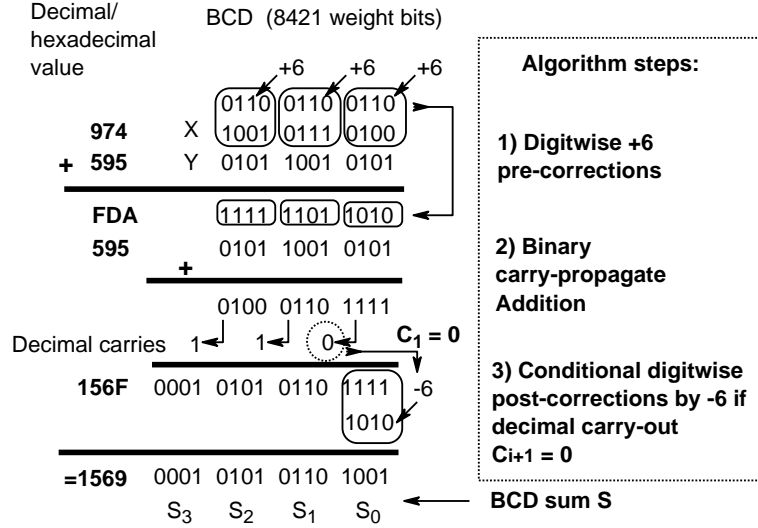 Decimal/
hexadecimal
value
BCD (8421 weight bits)
+6 +6 +6
0110 0110 0110
974 X 1001 0111 0100
+ 595 Y 0101 1001 0101
FDA 1111 1101 1010
595 0101 1001 0101
+
0100 0110 1111
Decimal carries 1 1 0 C1 = 0
156F 0001 0101 0110 1111 -6
1010
=1569 0001 0101 0110 1001
S3 S2 S1 S0
BCD sum S
Algorithm steps:
1) Digitwise +6
pre-corrections
2) Binary
carry-propagate
Addition
3) Conditional digitwise
post-corrections by -6 if
decimal carry-out
Ci+1 = 0